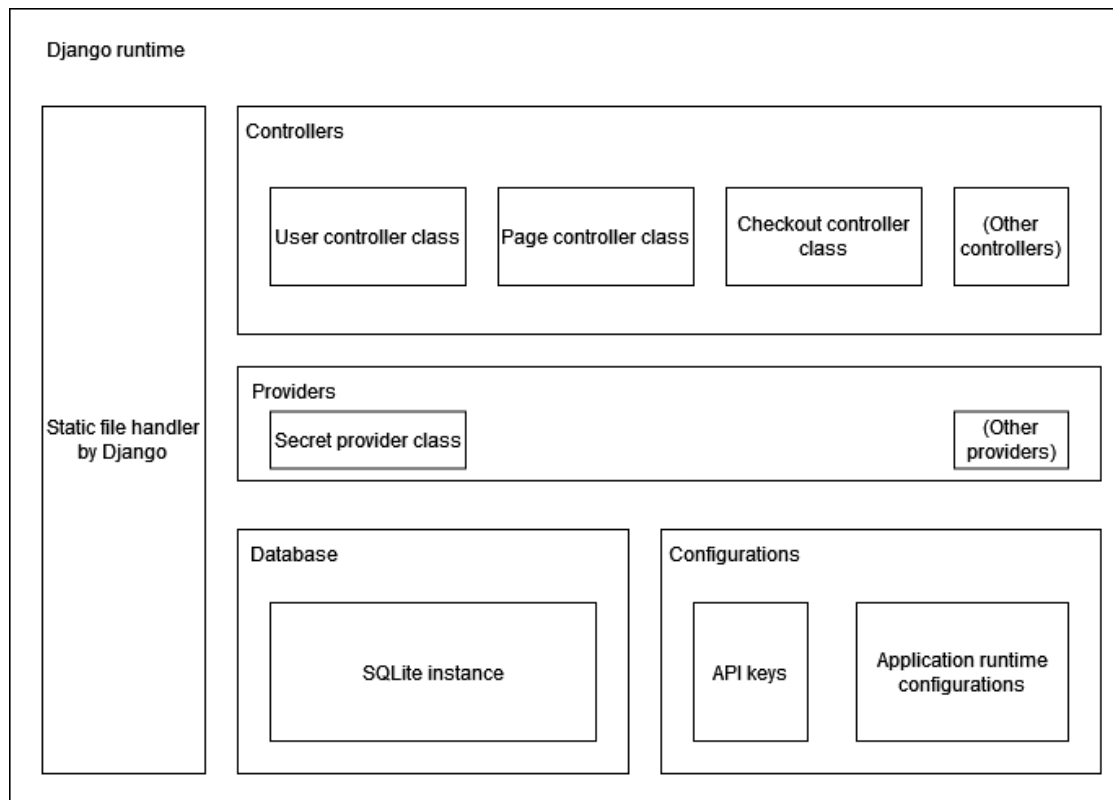 Django runtime
Static file handler
by Django
Controllers
User controller class
Page controller class
Checkout controller
class
(Other
controllers)
Providers
Secret provider class
(Other
providers)
Database
SQLite instance
Configurations
API keys
Application runtime
configurations